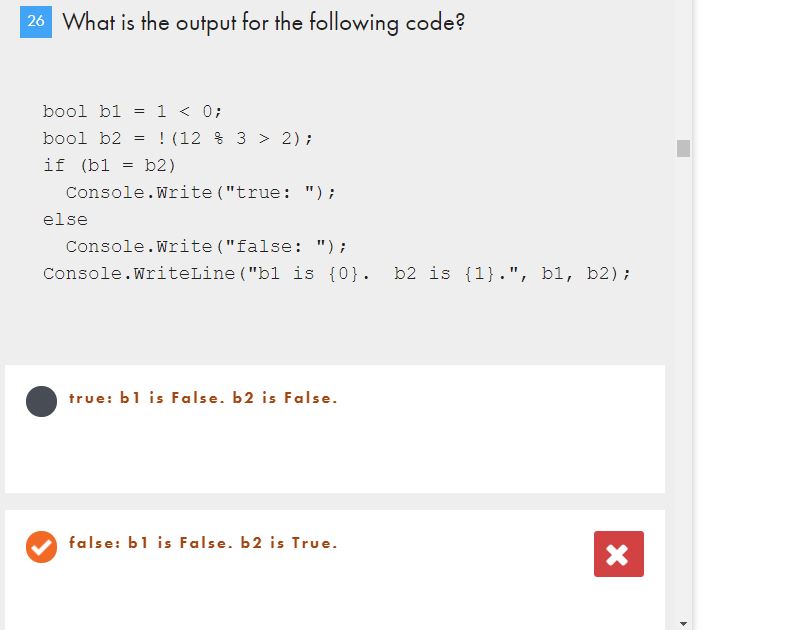 26 What is the output for the following code?
bool b1 = 1 < 0;
bool b2 = !(12 % 3 > 2);
if (b1 = b2)
  Console.Write("true: ");
else
  Console.Write("false: ");
Console.WriteLine("b1 is {0}.  b2 is {1}.", b1, b2);
true: b1 is False. b2 is False.
false: b1 is False. b2 is True.